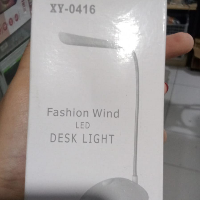 XY-0416
Fashion Wind
LED
DESK LIGHT